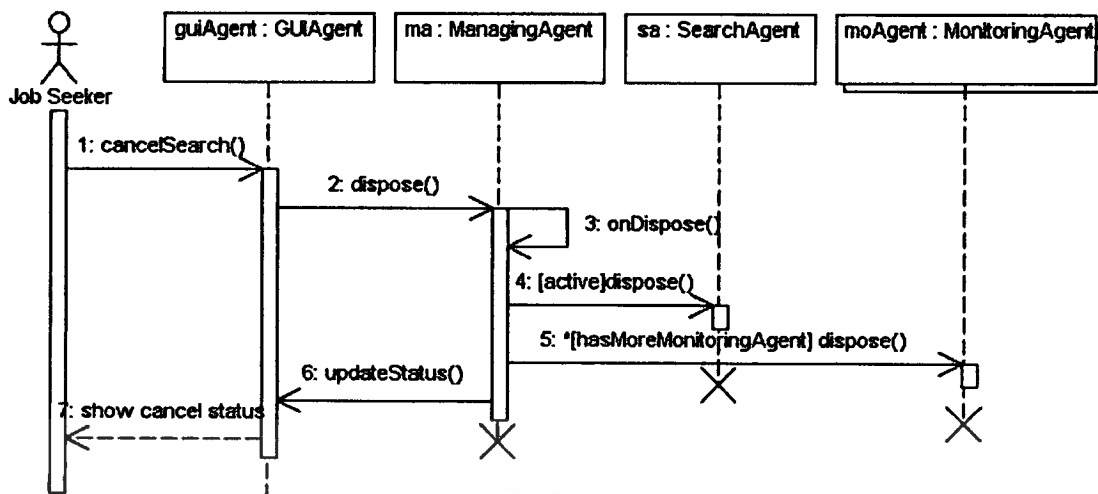 guiAgent : GUIAgent
ma : ManagingAgent
sa : SearchAgent
moAgent : MonitoringAgent
Job Seeker
1: cancelSearch()
2: dispose()
3: onDispose()
4: [active]dispose()
5: *[hasMoreMonitoringAgent] dispose()
6: updateStatus()
7: show cancel status